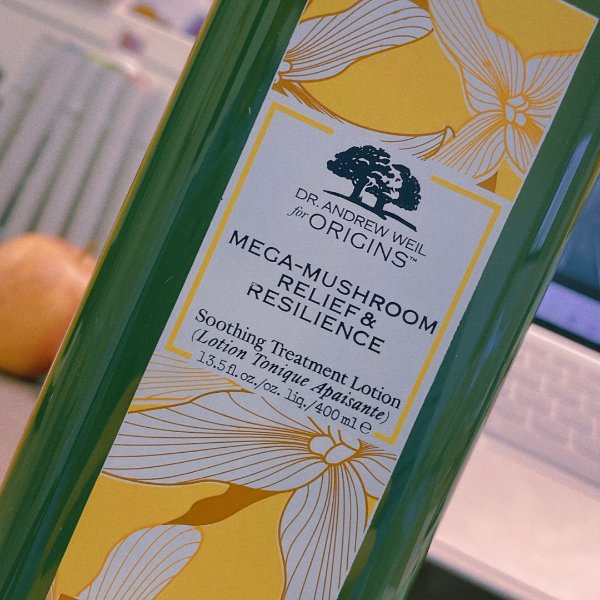 DR. ANDREW WEIL
for ORIGINS™
MEGA-MUSHROOM
RELIEF &
RESILIENCE
Soothing Treatment Lotion
(Lotion Tonique Apaisante)
13.5 fl. oz./oz. liq./400 ml ℮